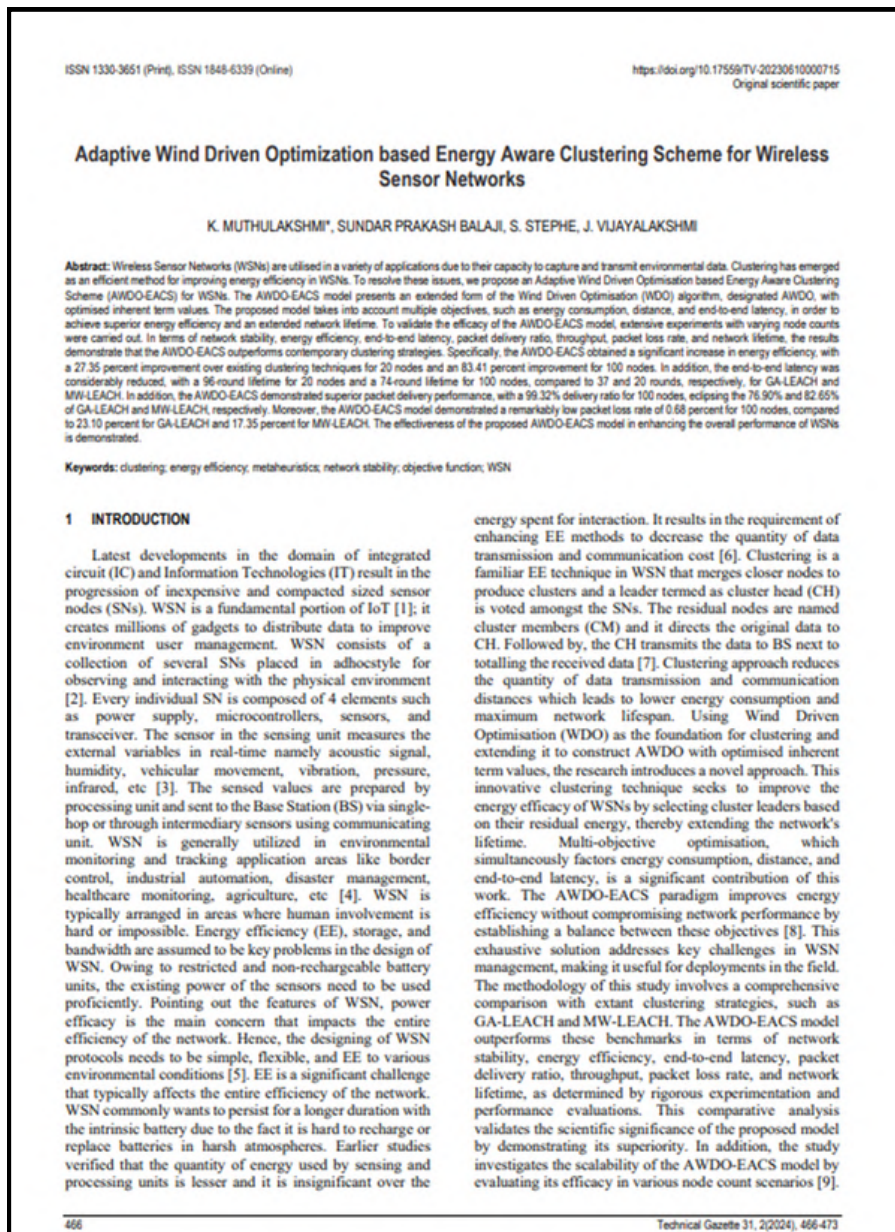 ISSN 1330-3651 (Print), ISSN 1848-6339 (Online)
https://doi.org/10.17559/TV-20230610000715
Original scientific paper
Adaptive Wind Driven Optimization based Energy Aware Clustering Scheme for Wireless
Sensor Networks
K. MUTHULAKSHMI*, SUNDAR PRAKASH BALAJI, S. STEPHE, J. VIJAYALAKSHMI
Abstract: Wireless Sensor Networks (WSNs) are utilised in a variety of applications due to their capacity to capture and transmit environmental data. Clustering has emerged
as an efficient method for improving energy efficiency in WSNs. To resolve these issues, we propose an Adaptive Wind Driven Optimisation based Energy Aware Clustering
Scheme (AWDO-EACS) for WSNs. The AWDO-EACS model presents an extended form of the Wind Driven Optimisation (WDO) algorithm, designated AWDO, with
optimised inherent term values. The proposed model takes into account multiple objectives, such as energy consumption, distance, and end-to-end latency, in order to
achieve superior energy efficiency and an extended network lifetime. To validate the efficacy of the AWDO-EACS model, extensive experiments with varying node counts
were carried out. In terms of network stability, energy efficiency, end-to-end latency, packet delivery ratio, throughput, packet loss rate, and network lifetime, the results
demonstrate that the AWDO-EACS outperforms contemporary clustering strategies. Specifically, the AWDO-EACS obtained a significant increase in energy efficiency, with
a 27.35 percent improvement over existing clustering techniques for 20 nodes and an 83.41 percent improvement for 100 nodes. In addition, the end-to-end latency was
considerably reduced, with a 96-round lifetime for 20 nodes and a 74-round lifetime for 100 nodes, compared to 37 and 20 rounds, respectively, for GA-LEACH and
MW-LEACH. In addition, the AWDO-EACS demonstrated superior packet delivery performance, with a 99.32% delivery ratio for 100 nodes, eclipsing the 76.90% and 82.65%
of GA-LEACH and MW-LEACH, respectively. Moreover, the AWDO-EACS model demonstrated a remarkably low packet loss rate of 0.68 percent for 100 nodes, compared
to 23.10 percent for GA-LEACH and 17.35 percent for MW-LEACH. The effectiveness of the proposed AWDO-EACS model in enhancing the overall performance of WSNs
is demonstrated.
Keywords: clustering; energy efficiency; metaheuristics; network stability; objective function; WSN
1 INTRODUCTION
Latest developments in the domain of integrated
circuit (IC) and Information Technologies (IT) result in the
progression of inexpensive and compacted sized sensor
nodes (SNs). WSN is a fundamental portion of IoT [1]; it
creates millions of gadgets to distribute data to improve
environment user management. WSN consists of a
collection of several SNs placed in adhocstyle for
observing and interacting with the physical environment
[2]. Every individual SN is composed of 4 elements such
as power supply, microcontrollers, sensors, and
transceiver. The sensor in the sensing unit measures the
external variables in real-time namely acoustic signal,
humidity, vehicular movement, vibration, pressure,
infrared, etc [3]. The sensed values are prepared by
processing unit and sent to the Base Station (BS) via single-
hop or through intermediary sensors using communicating
unit. WSN is generally utilized in environmental
monitoring and tracking application areas like border
control, industrial automation, disaster management,
healthcare monitoring, agriculture, etc [4]. WSN is
typically arranged in areas where human involvement is
hard or impossible. Energy efficiency (EE), storage, and
bandwidth are assumed to be key problems in the design of
WSN. Owing to restricted and non-rechargeable battery
units, the existing power of the sensors need to be used
proficiently. Pointing out the features of WSN, power
efficacy is the main concern that impacts the entire
efficiency of the network. Hence, the designing of WSN
protocols needs to be simple, flexible, and EE to various
environmental conditions [5]. EE is a significant challenge
that typically affects the entire efficiency of the network.
WSN commonly wants to persist for a longer duration with
the intrinsic battery due to the fact it is hard to recharge or
replace batteries in harsh atmospheres. Earlier studies
verified that the quantity of energy used by sensing and
processing units is lesser and it is insignificant over the
energy spent for interaction. It results in the requirement of
enhancing EE methods to decrease the quantity of data
transmission and communication cost [6]. Clustering is a
familiar EE technique in WSN that merges closer nodes to
produce clusters and a leader termed as cluster head (CH)
is voted amongst the SNs. The residual nodes are named
cluster members (CM) and it directs the original data to
CH. Followed by, the CH transmits the data to BS next to
totalling the received data [7]. Clustering approach reduces
the quantity of data transmission and communication
distances which leads to lower energy consumption and
maximum network lifespan. Using Wind Driven
Optimisation (WDO) as the foundation for clustering and
extending it to construct AWDO with optimised inherent
term values, the research introduces a novel approach. This
innovative clustering technique seeks to improve the
energy efficacy of WSNs by selecting cluster leaders based
on their residual energy, thereby extending the network's
lifetime. Multi-objective optimisation, which
simultaneously factors energy consumption, distance, and
end-to-end latency, is a significant contribution of this
work. The AWDO-EACS paradigm improves energy
efficiency without compromising network performance by
establishing a balance between these objectives [8]. This
exhaustive solution addresses key challenges in WSN
management, making it useful for deployments in the field.
The methodology of this study involves a comprehensive
comparison with extant clustering strategies, such as
GA-LEACH and MW-LEACH. The AWDO-EACS model
outperforms these benchmarks in terms of network
stability, energy efficiency, end-to-end latency, packet
delivery ratio, throughput, packet loss rate, and network
lifetime, as determined by rigorous experimentation and
performance evaluations. This comparative analysis
validates the scientific significance of the proposed model
by demonstrating its superiority. In addition, the study
investigates the scalability of the AWDO-EACS model by
evaluating its efficacy in various node count scenarios [9].
466
Technical Gazette 31, 2(2024), 466-473